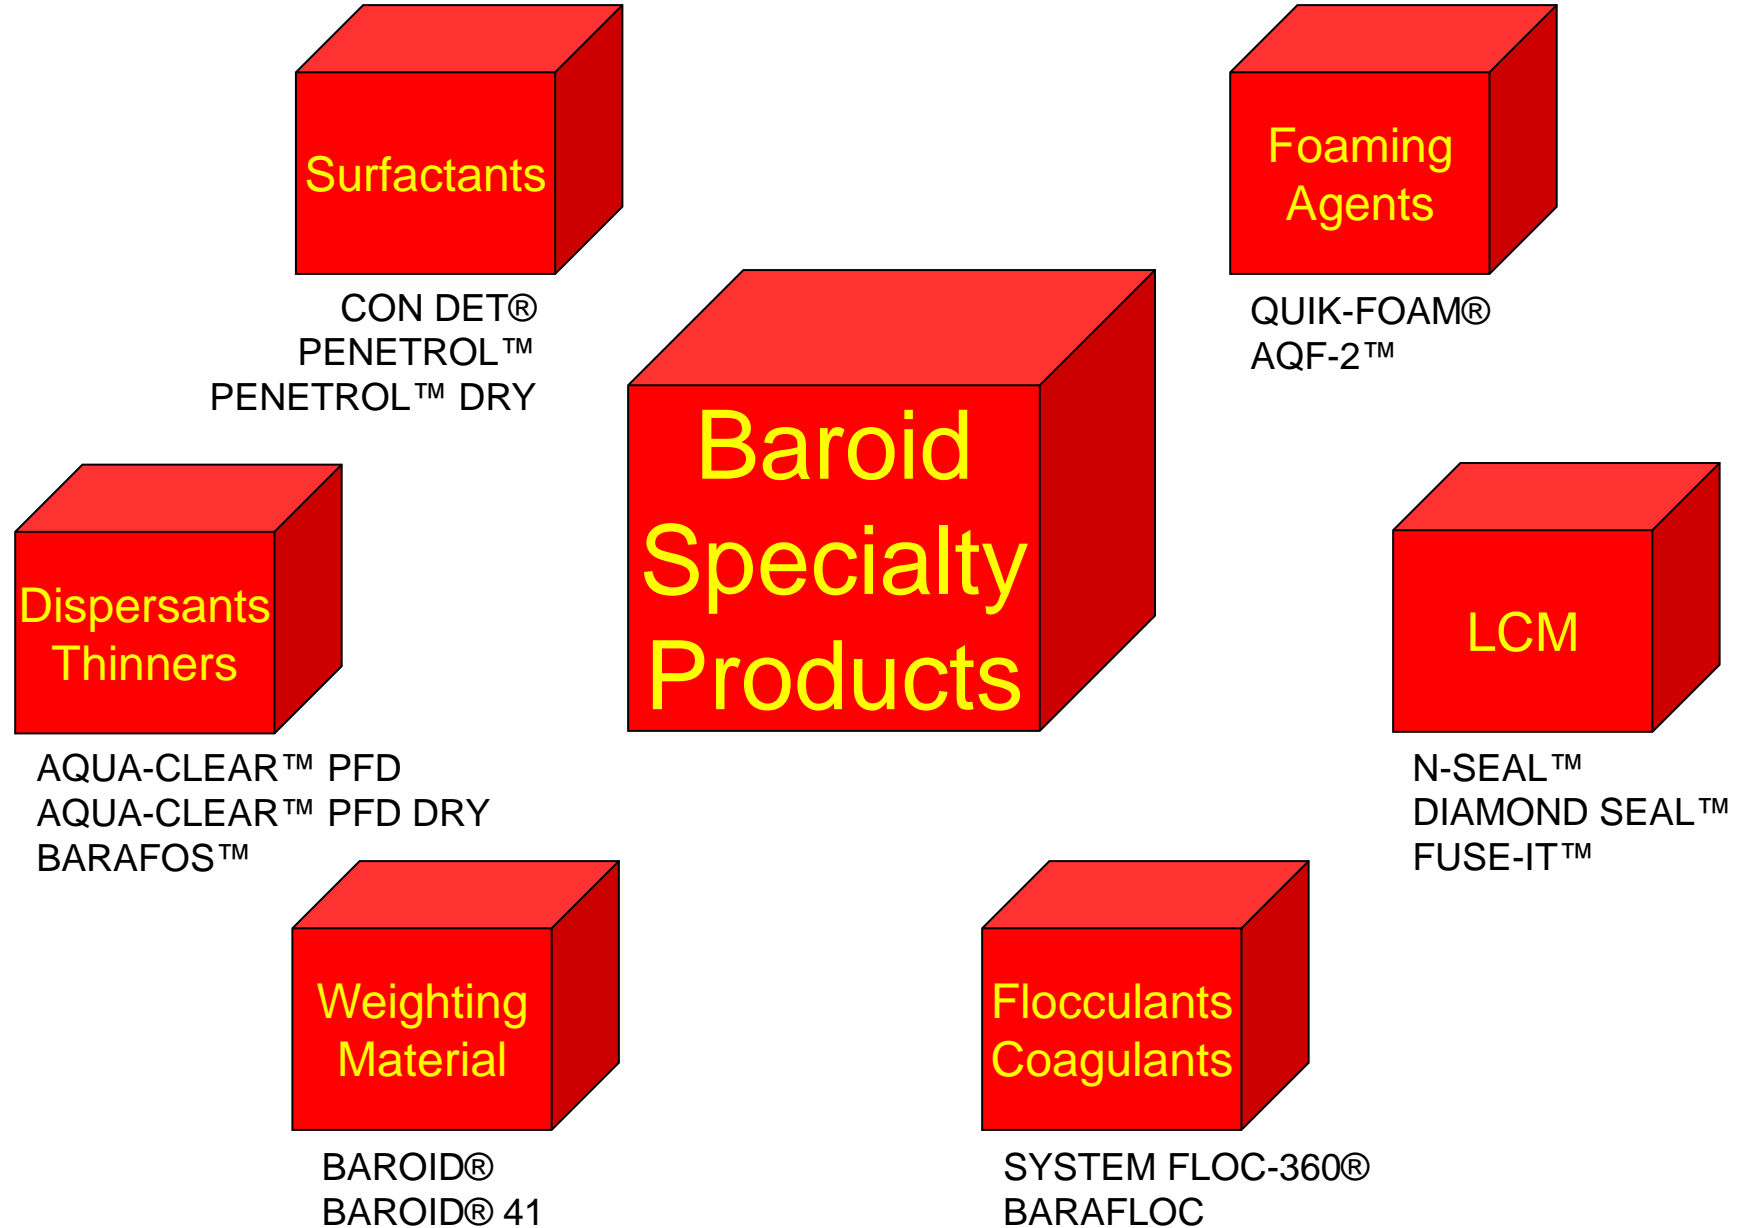 Surfactants
CON DET®
PENETROL™
PENETROL™ DRY
Foaming
Agents
QUIK-FOAM®
AQF-2™
Baroid
Specialty
Products
Dispersants
Thinners
AQUA-CLEAR™ PFD
AQUA-CLEAR™ PFD DRY
BARAFOS™
LCM
N-SEAL™
DIAMOND SEAL™
FUSE-IT™
Weighting
Material
BAROID®
BAROID® 41
Flocculants
Coagulants
SYSTEM FLOC-360®
BARAFLOC